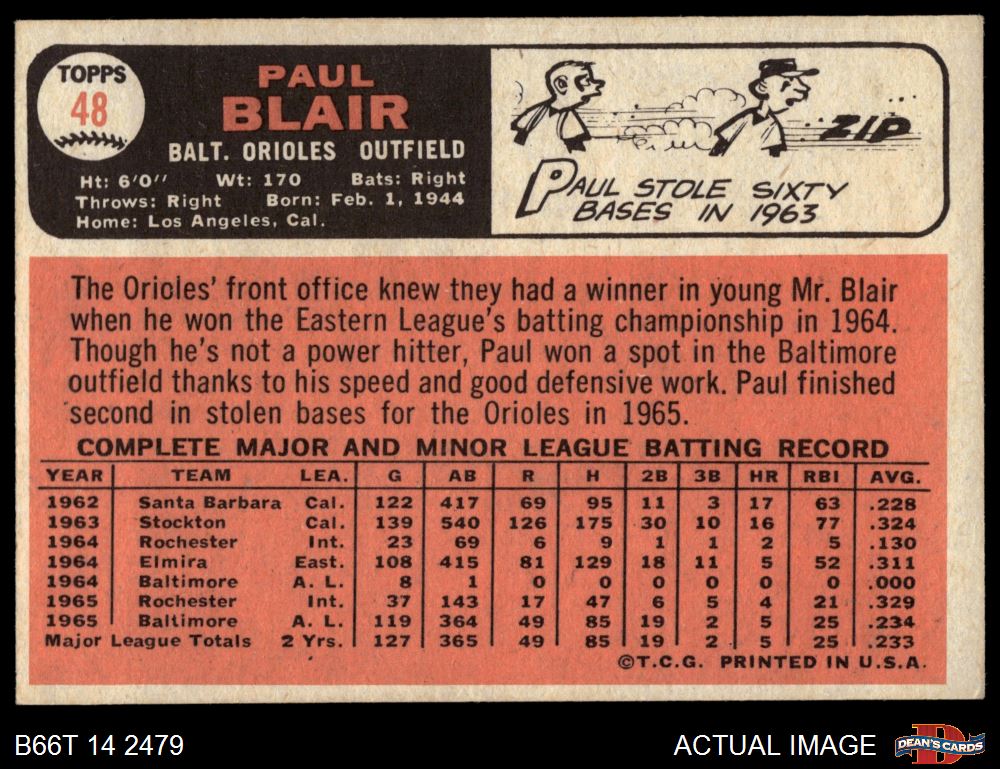 TOPPS
48
PAUL
BLAIR
BALT. ORIOLES OUTFIELD
Ht: 6'0" Wt: 170 Bats: Right
Throws: Right Born: Feb. 1, 1944
Home: Los Angeles, Cal.
ZIP
PAUL STOLE SIXTY
BASES IN 1963
The Orioles' front office knew they had a winner in young Mr. Blair
when he won the Eastern League's batting championship in 1964.
Though he's not a power hitter, Paul won a spot in the Baltimore
outfield thanks to his speed and good defensive work. Paul finished
second in stolen bases for the Orioles in 1965.
COMPLETE MAJOR AND MINOR LEAGUE BATTING RECORD
YEAR TEAM LEA. G AB R H 2B 3B HR RBI AVG.
1962 Santa Barbara Cal. 122 417 69 95 11 3 17 63 .228
1963 Stockton Cal. 139 540 126 175 30 10 16 77 .324
1964 Rochester Int. 23 69 6 9 1 1 2 5 .130
1964 Elmira East. 108 415 81 129 18 11 5 52 .311
1964 Baltimore A. L. 8 1 0 0 0 0 0 0 .000
1965 Rochester Int. 37 143 17 47 6 5 4 21 .329
1965 Baltimore A. L. 119 364 49 85 19 2 5 25 .234
Major League Totals 2 Yrs. 127 365 49 85 19 2 5 25 .233
©T.C.G. PRINTED IN U.S.A.
B66T 14 2479
ACTUAL IMAGE
D
DEAN'S CARDS